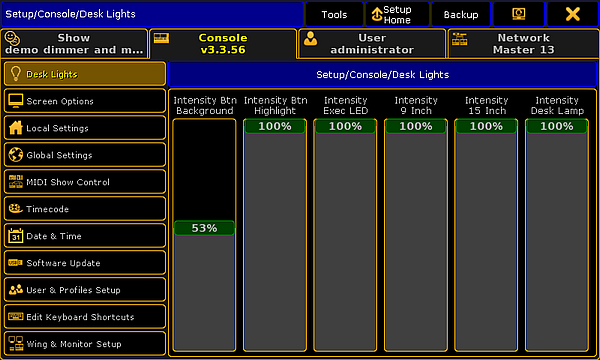 Setup/Console/Desk Lights
Tools
Setup
Home
Backup
Show
demo dimmer and m...
Console
v3.3.56
User
administrator
Network
Master 13
Desk Lights
Screen Options
Local Settings
Global Settings
MIDI Show Control
Timecode
31
Date & Time
Software Update
User & Profiles Setup
Edit Keyboard Shortcuts
Wing & Monitor Setup
Setup/Console/Desk Lights
Intensity Btn
Background
53%
Intensity Btn
Highlight
100%
Intensity
Exec LED
100%
Intensity
9 Inch
100%
Intensity
15 Inch
100%
Intensity
Desk Lamp
100%